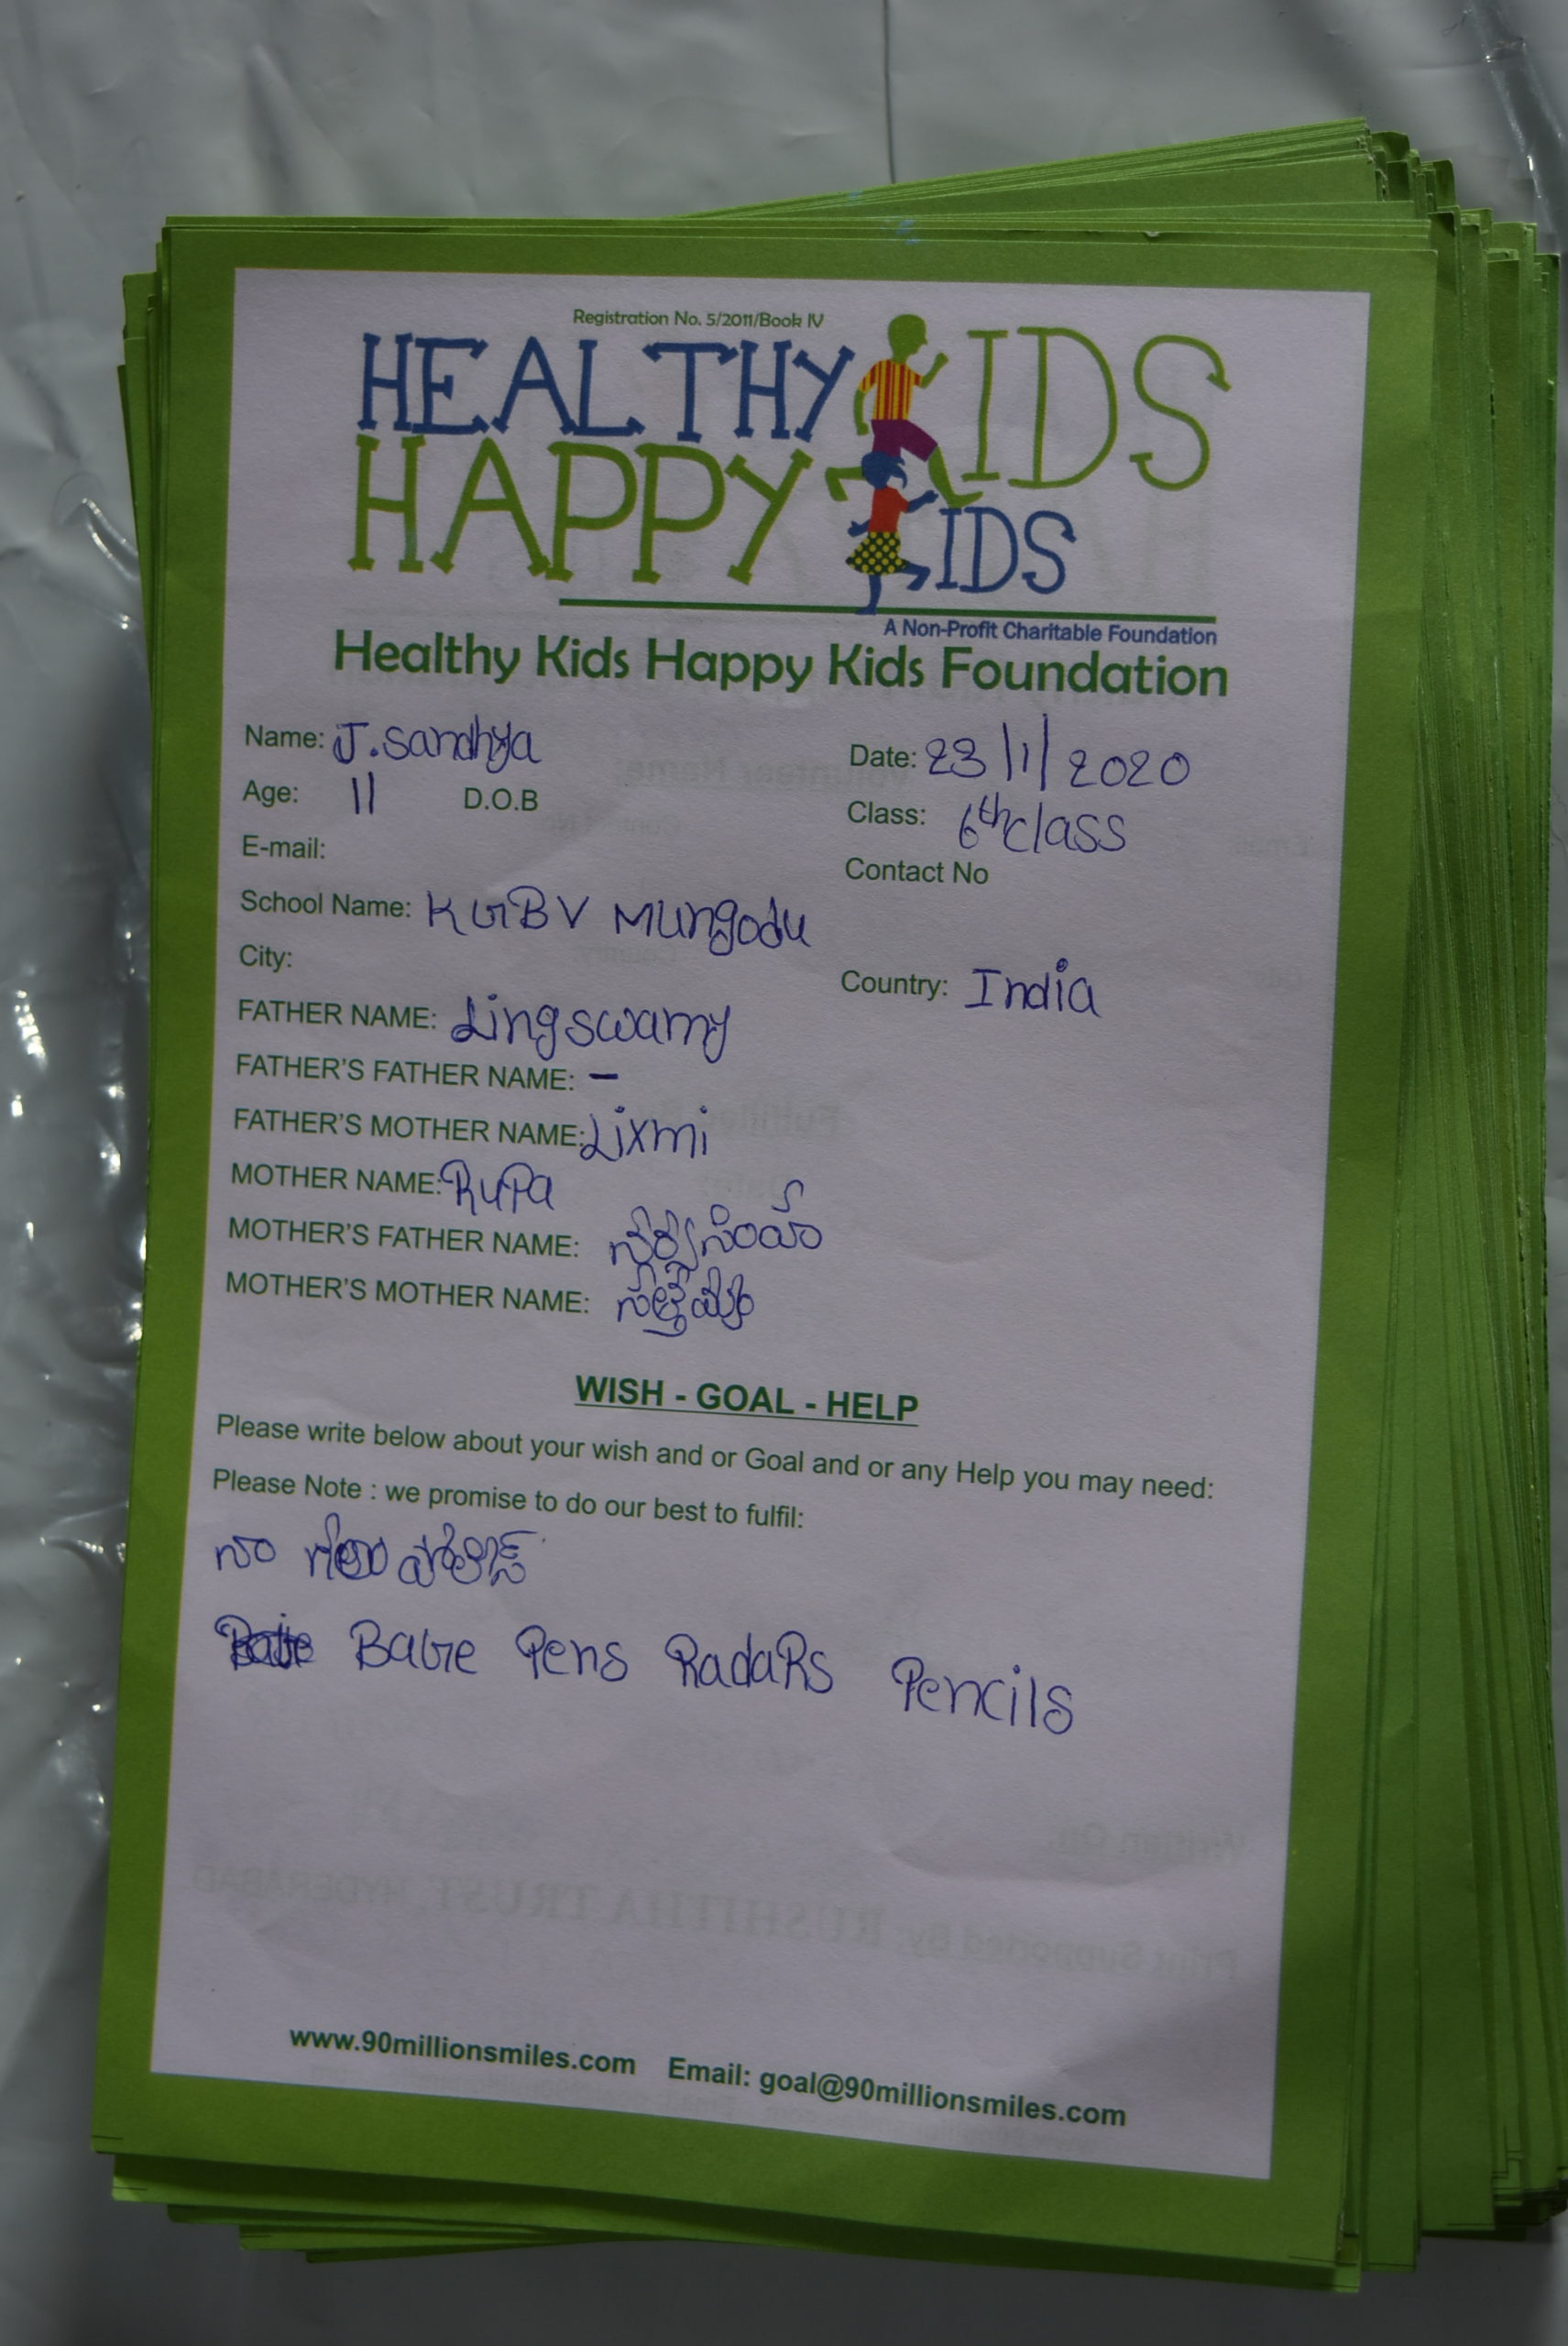 Registration No. 5/2011/Book IV
HEALTHY KIDS
HAPPY KIDS
A Non-Profit Charitable Foundation
Healthy Kids Happy Kids Foundation
Name: J.sandhya
Date: 23/1/2020
Age: 11 D.O.B
Class: 6th class
E-mail:
Contact No
School Name: KGBV Mungodu
City:
Country: India
FATHER NAME: Lingswamy
FATHER'S FATHER NAME: -
FATHER'S MOTHER NAME: Lixmi
MOTHER NAME: RuPa
MOTHER'S FATHER NAME:
MOTHER'S MOTHER NAME:
WISH - GOAL - HELP
Please write below about your wish and or Goal and or any Help you may need:
Please Note : we promise to do our best to fulfil:
నా
BaGe Pens RadaRs Pencils
www.90millionsmiles.com Email: goal@90millionsmiles.com